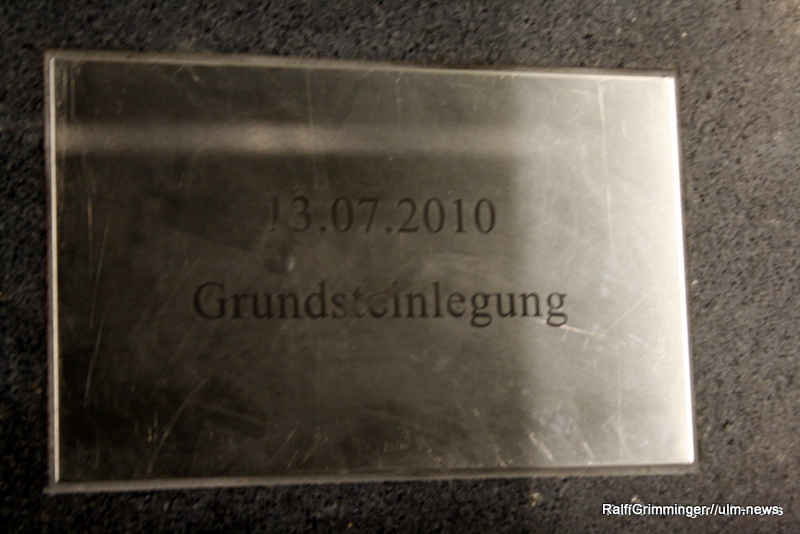 13.07.2010
Grundsteinlegung
Ralf/Grimminger//ulm-news